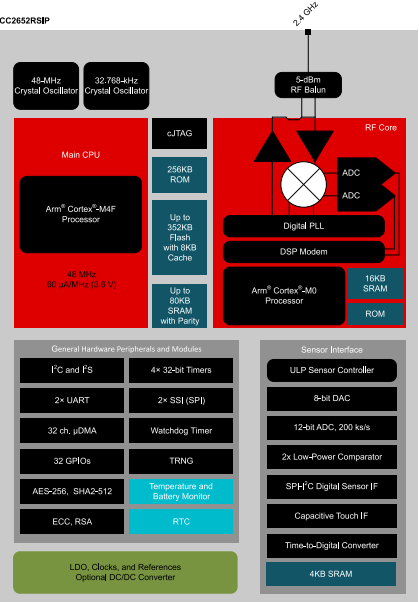 CC2652RSIP
2.4 GHz
48-MHz
Crystal Oscillator
32.768-kHz
Crystal Oscillator
5-dBm
RF Balun
Main CPU
Arm® Cortex®-M4F
Processor
48 MHz
60 µA/MHz (3.6 V)
cJTAG
256KB
ROM
Up to
352KB
Flash
with 8KB
Cache
Up to
80KB
SRAM
with Parity
RF Core
ADC
ADC
Digital PLL
DSP Modem
Arm® Cortex®-M0
Processor
16KB
SRAM
ROM
General Hardware Peripherals and Modules
I²C and I²S
4× 32-bit Timers
2× UART
2× SSI (SPI)
32 ch. µDMA
Watchdog Timer
32 GPIOs
TRNG
AES-256, SHA2-512
Temperature and
Battery Monitor
ECC, RSA
RTC
LDO, Clocks, and References
Optional DC/DC Converter
Sensor Interface
ULP Sensor Controller
8-bit DAC
12-bit ADC, 200 ks/s
2x Low-Power Comparator
SPI-I²C Digital Sensor IF
Capacitive Touch IF
Time-to-Digital Converter
4KB SRAM